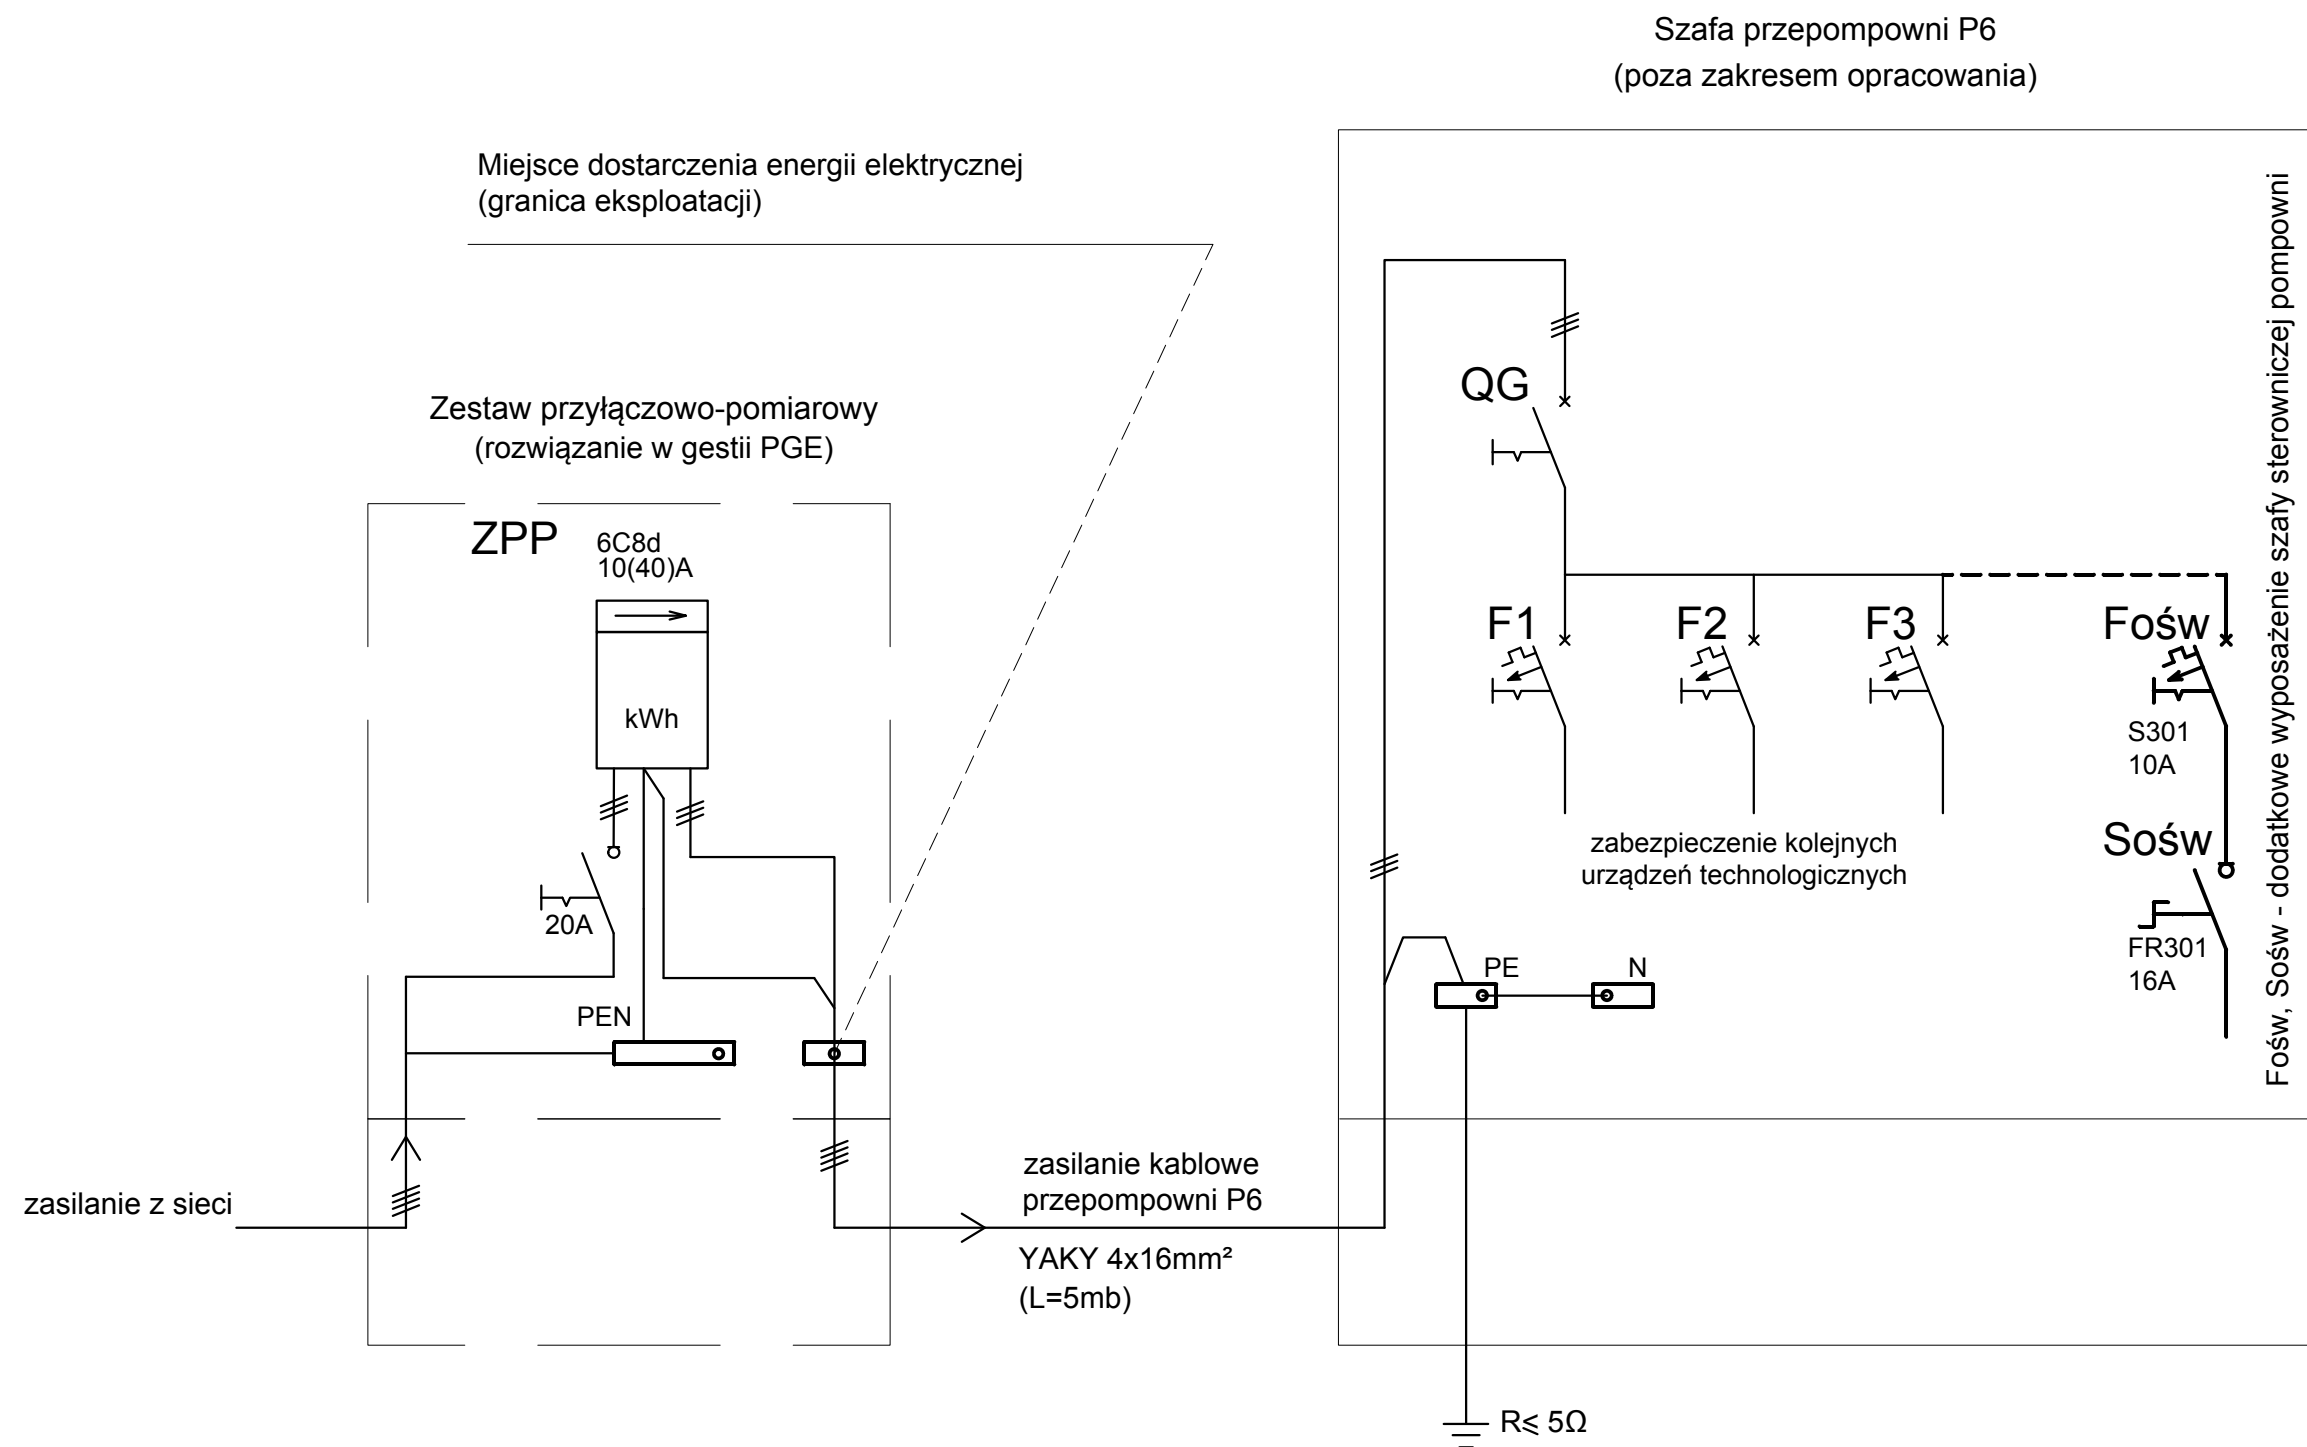 Szafa przepompowni P6
(poza zakresem opracowania)
Miejsce dostarczenia energii elektrycznej
(granica eksploatacji)
Zestaw przyłączowo-pomiarowy
(rozwiązanie w gestii PGE)
ZPP
6C8d
10(40)A
kWh
20A
PEN
zasilanie z sieci
zasilanie kablowe
przepompowni P6
YAKY 4x16mm²
(L=5mb)
QG
F1
F2
F3
Fośw
S301
10A
zabezpieczenie kolejnych
urządzeń technologicznych
Sośw
FR301
16A
PE
N
R⩽ 5Ω
Fośw, Sośw - dodatkowe wyposażenie szafy sterowniczej pompowni